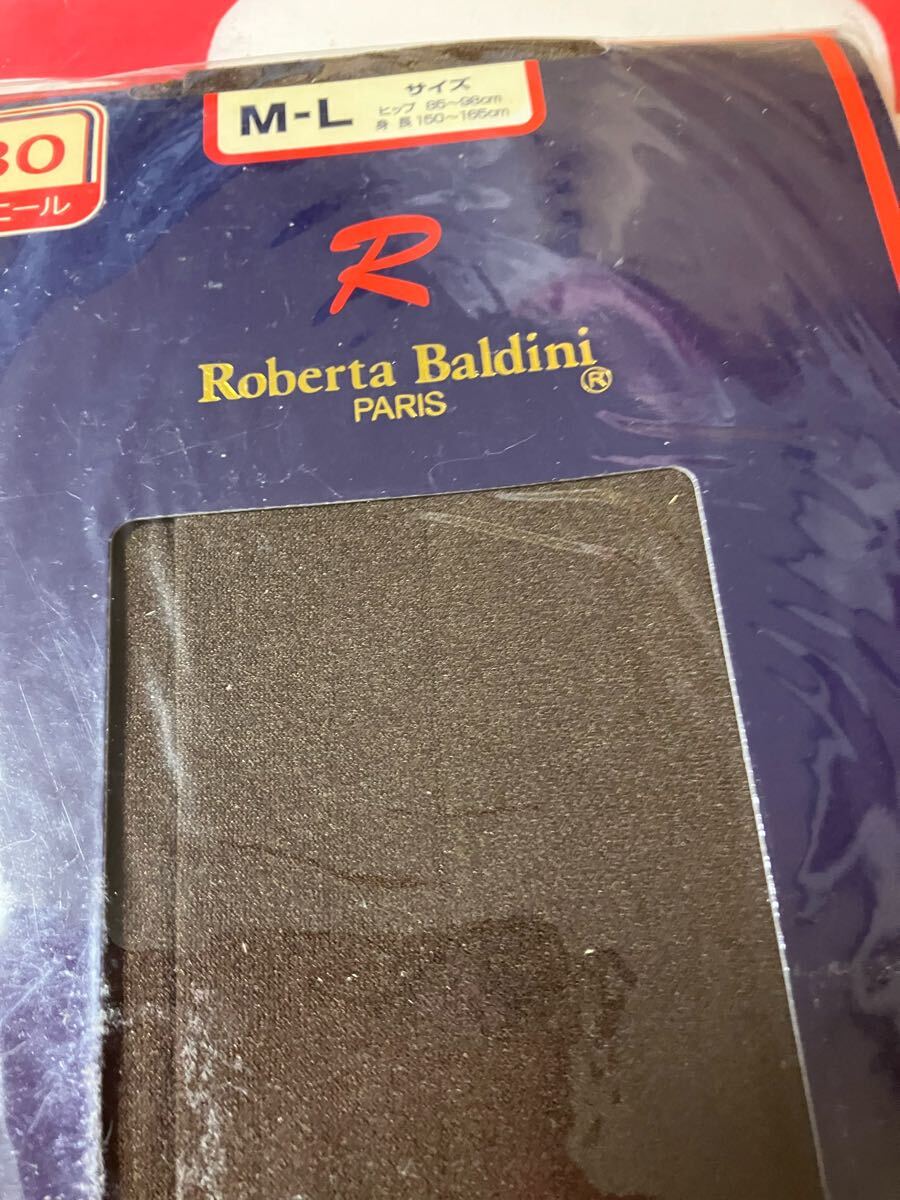 サイズ
M-L
ヒップ 85〜98cm
身 長 150〜165cm
30
ニール
R
Roberta Baldini®
PARIS